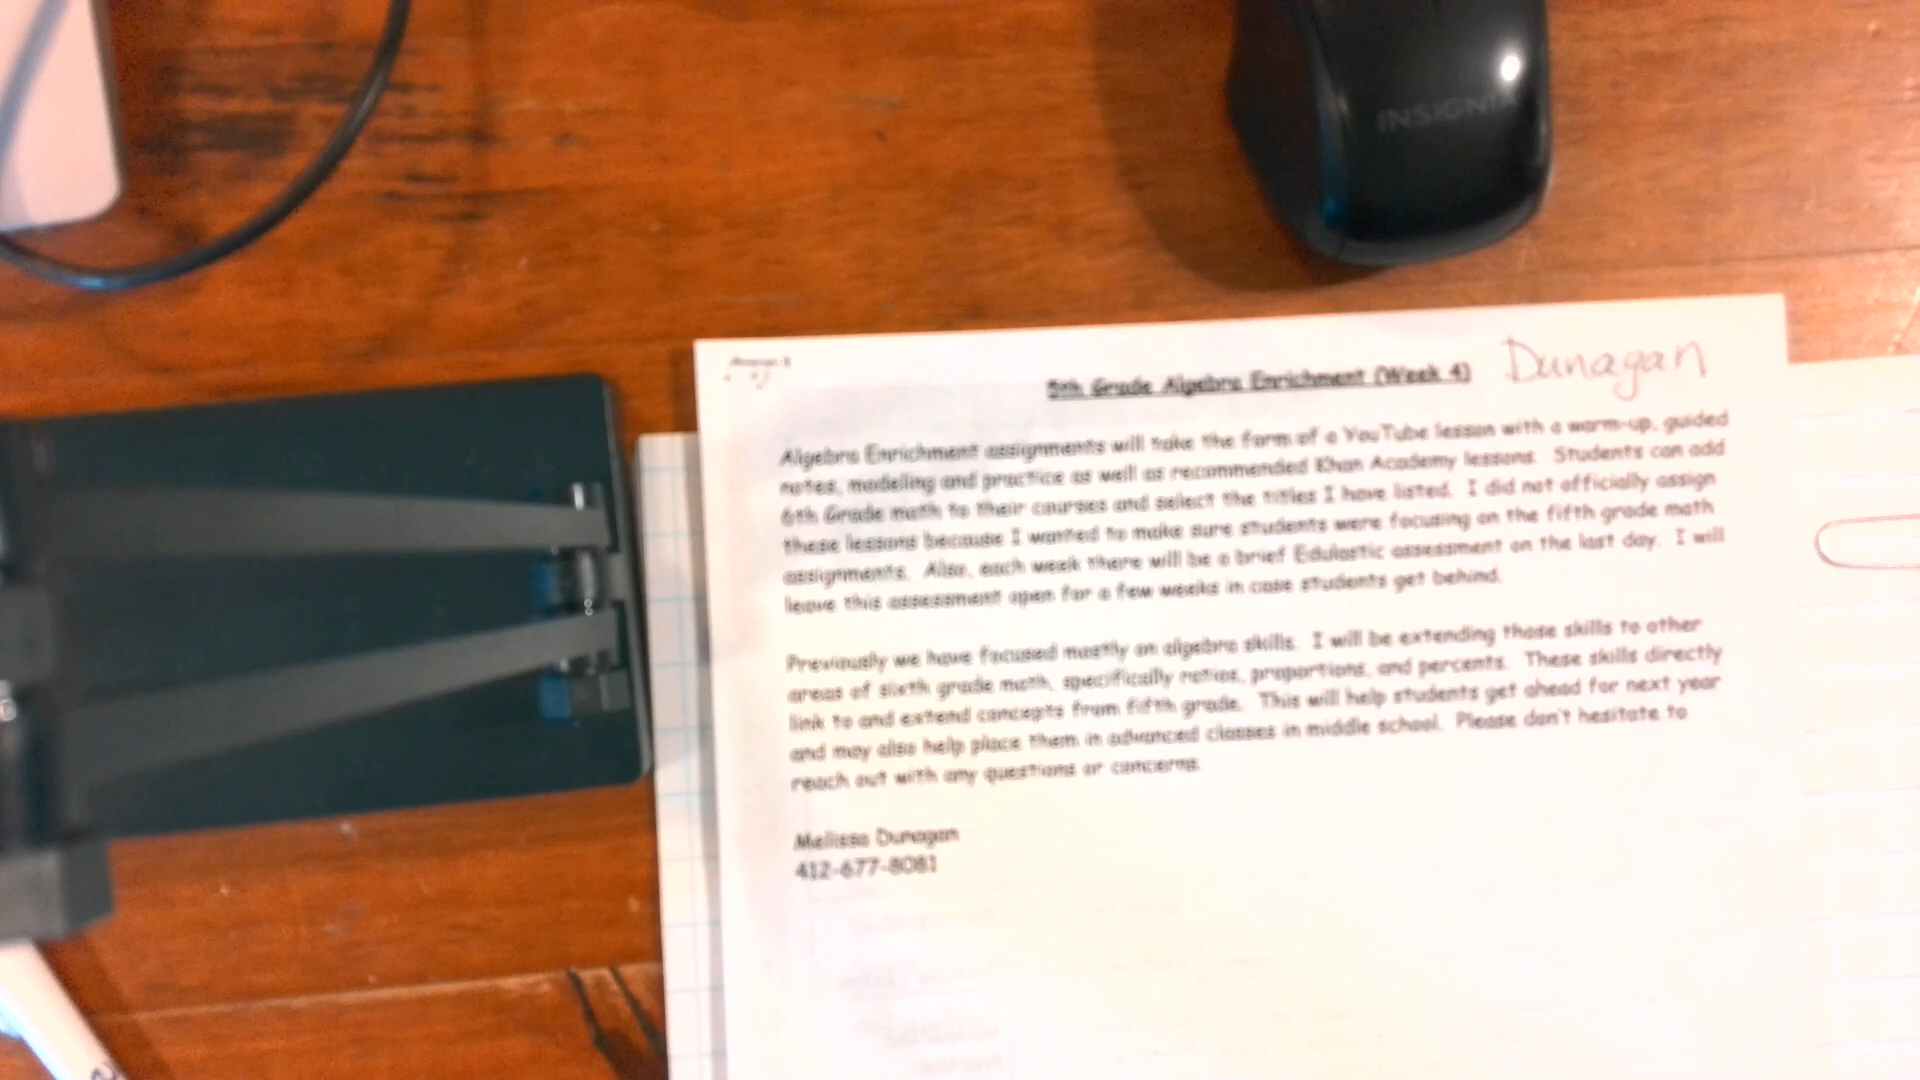 INSIGNIA
5th Grade Algebra Enrichment (Week 4) Dunagan
Algebra Enrichment assignments will take the form of a YouTube lesson with a warm-up, guided
notes, modeling and practice as well as recommended Khan Academy lessons. Students can add
6th Grade math to their courses and select the titles I have listed. I did not officially assign
these lessons because I wanted to make sure students were focusing on the fifth grade math
assignments. Also, each week there will be a brief Edulastic assessment on the last day. I will
leave this assessment open for a few weeks in case students get behind.
Previously we have focused mostly on algebra skills. I will be extending those skills to other
areas of sixth grade math, specifically ratios, proportions, and percents. These skills directly
link to and extend concepts from fifth grade. This will help students get ahead for next year
and may also help place them in advanced classes in middle school. Please don't hesitate to
reach out with any questions or concerns.
Melissa Dunagan
412-677-8081